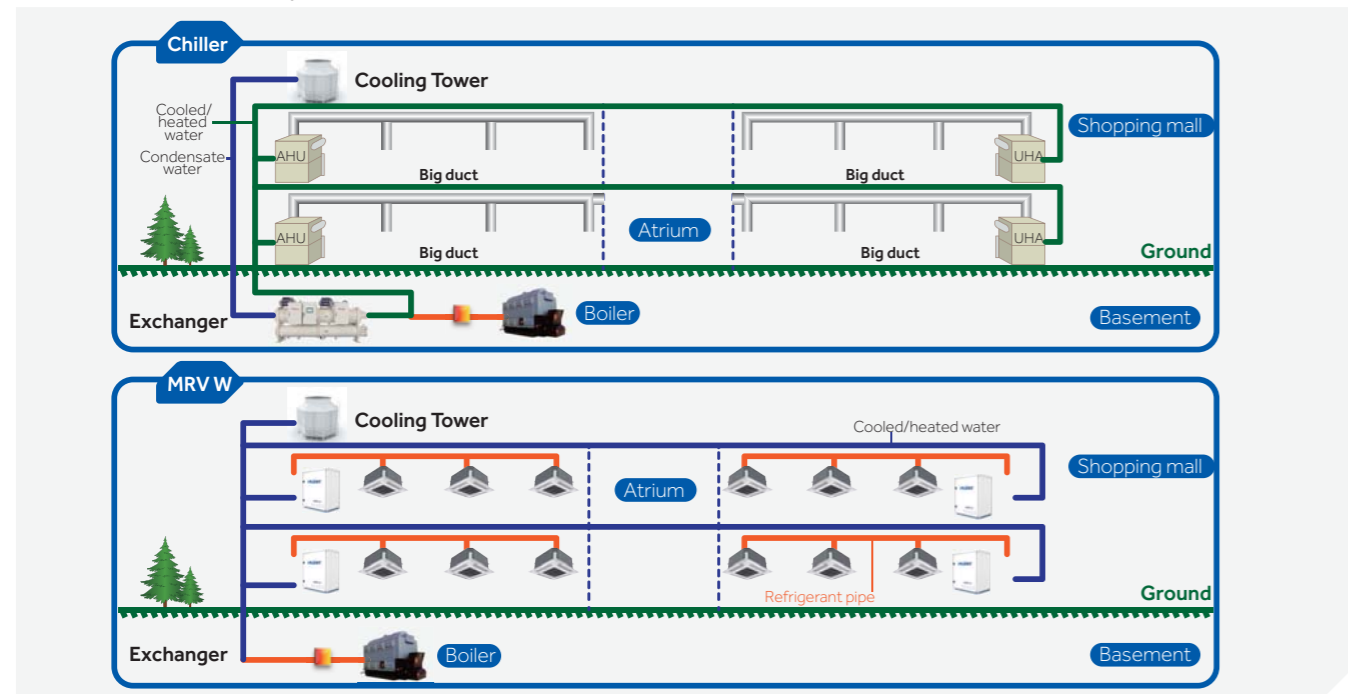 Chiller
Cooling Tower
Cooled/
heated
water
Condensate
water
Shopping mall
AHU
Big duct
Big duct
UHA
Atrium
AHU
Big duct
Big duct
UHA
Ground
Exchanger
Boiler
Basement
MRV W
Cooling Tower
Cooled/heated water
Shopping mall
Atrium
Refrigerant pipe
Ground
Exchanger
Boiler
Basement